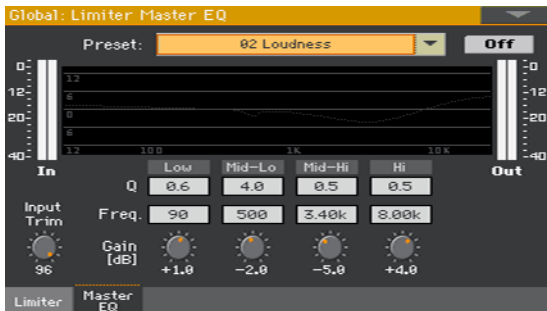 Global: Limiter Master EQ
Preset: 02 Loudness Off
0 12 0
12 6 12
20 0 20
6
40 12 100 1K 10K 40
In Low Mid-Lo Mid-Hi Hi Out
Q 0.6 4.0 0.5 0.5
Input Trim Freq. 90 500 3.40k 8.00k
Gain [dB]
96 +1.0 -2.0 -5.0 +4.0
Limiter Master EQ